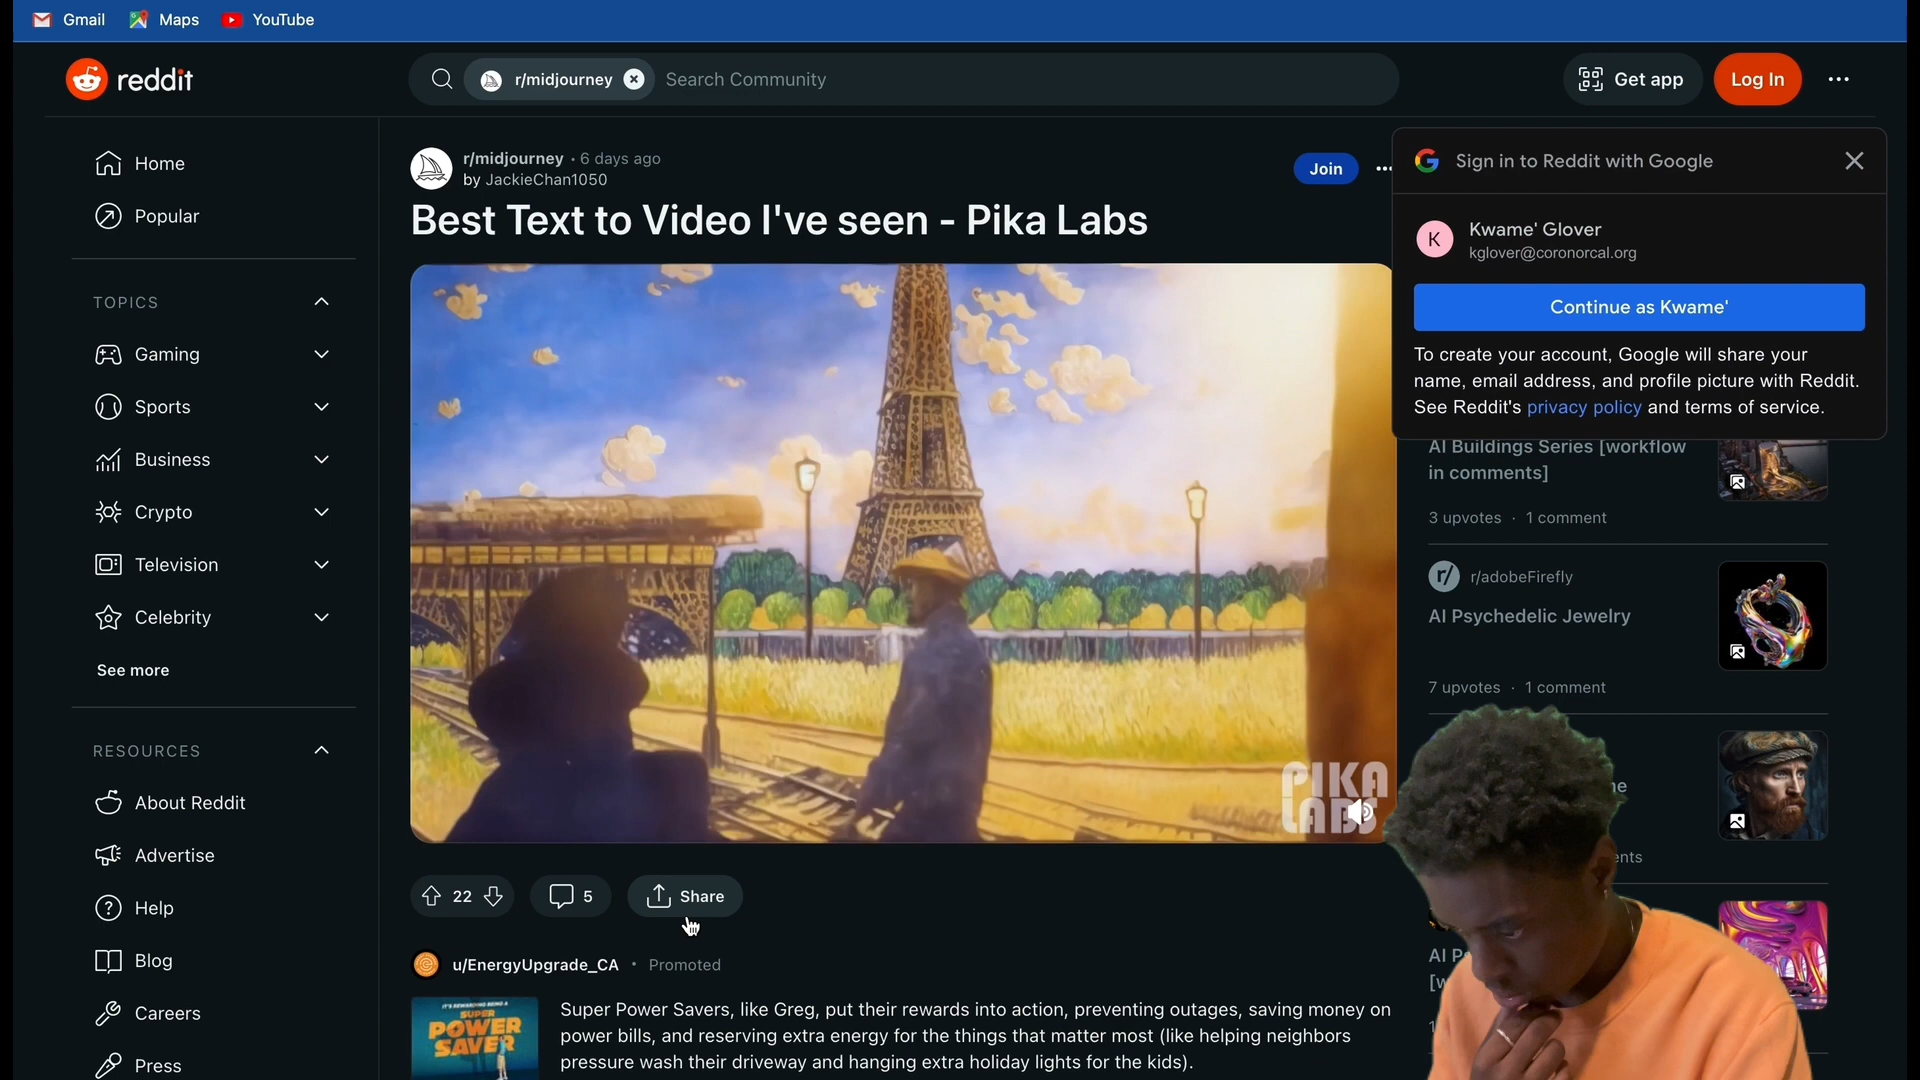 Gmail
Maps
YouTube
reddit
r/midjourney
Search Community
Get app
Log In
r/midjourney • 6 days ago
by JackieChan1050
Join
Best Text to Video I've seen - Pika Labs
Home
Popular
TOPICS
Gaming
Sports
Business
Crypto
Television
Celebrity
See more
RESOURCES
About Reddit
Advertise
Help
Blog
Careers
Press
PIKA
LABS
22
5
Share
u/EnergyUpgrade_CA • Promoted
IT'S REWARDING BEING A
SUPER
POWER
SAVER
Super Power Savers, like Greg, put their rewards into action, preventing outages, saving money on
power bills, and reserving extra energy for the things that matter most (like helping neighbors
pressure wash their driveway and hanging extra holiday lights for the kids).
Sign in to Reddit with Google
K
Kwame' Glover
kglover@coronorcal.org
Continue as Kwame'
To create your account, Google will share your
name, email address, and profile picture with Reddit.
See Reddit's privacy policy and terms of service.
AI Buildings Series [workflow
in comments]
3 upvotes · 1 comment
r/
r/adobeFirefly
AI Psychedelic Jewelry
7 upvotes · 1 comment